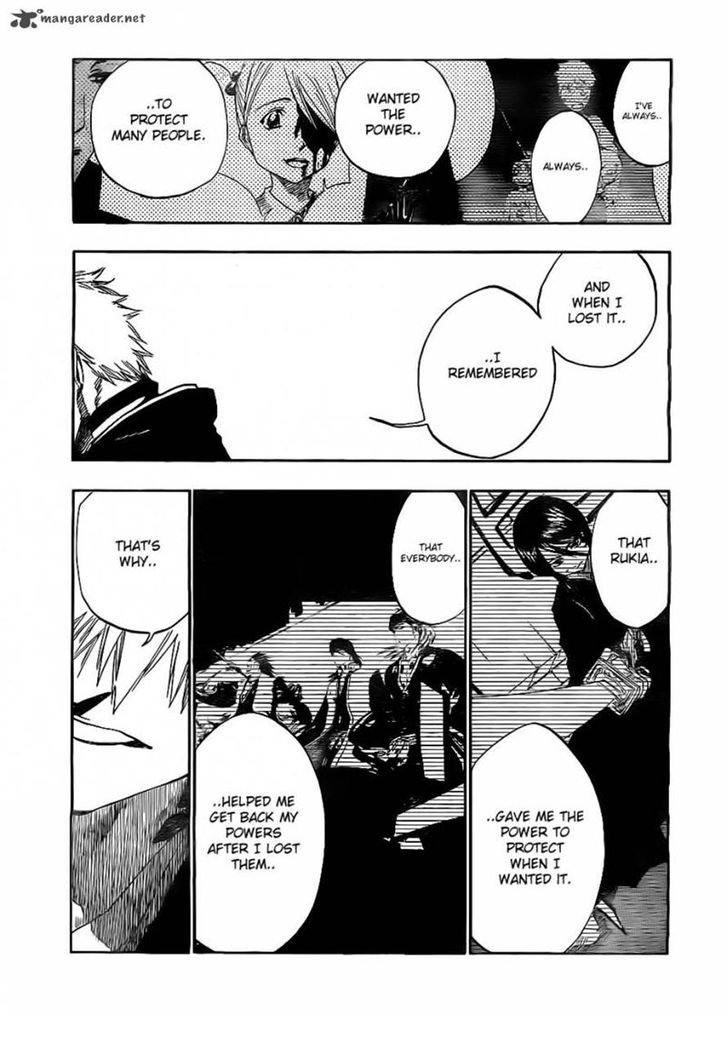 mangareader.net
I'VE
ALWAYS..
ALWAYS..
WANTED
THE
POWER..
..TO
PROTECT
MANY PEOPLE.
AND
WHEN I
LOST IT..
..I
REMEMBERED
THAT
RUKIA..
..GAVE ME THE
POWER TO
PROTECT
WHEN I
WANTED IT.
THAT
EVERYBODY..
..HELPED ME
GET BACK MY
POWERS
AFTER I LOST
THEM..
THAT'S
WHY..